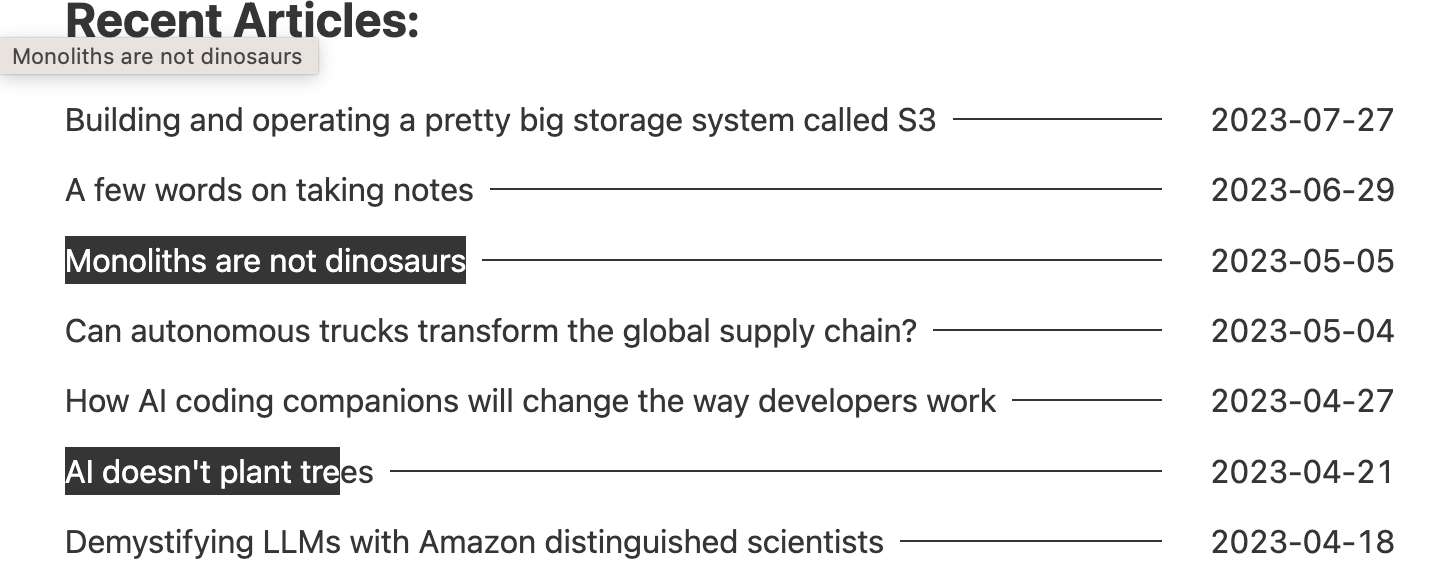 Recent Articles:
Monoliths are not dinosaurs
Building and operating a pretty big storage system called S3 2023-07-27
A few words on taking notes 2023-06-29
Monoliths are not dinosaurs 2023-05-05
Can autonomous trucks transform the global supply chain? 2023-05-04
How AI coding companions will change the way developers work 2023-04-27
AI doesn't plant trees 2023-04-21
Demystifying LLMs with Amazon distinguished scientists 2023-04-18